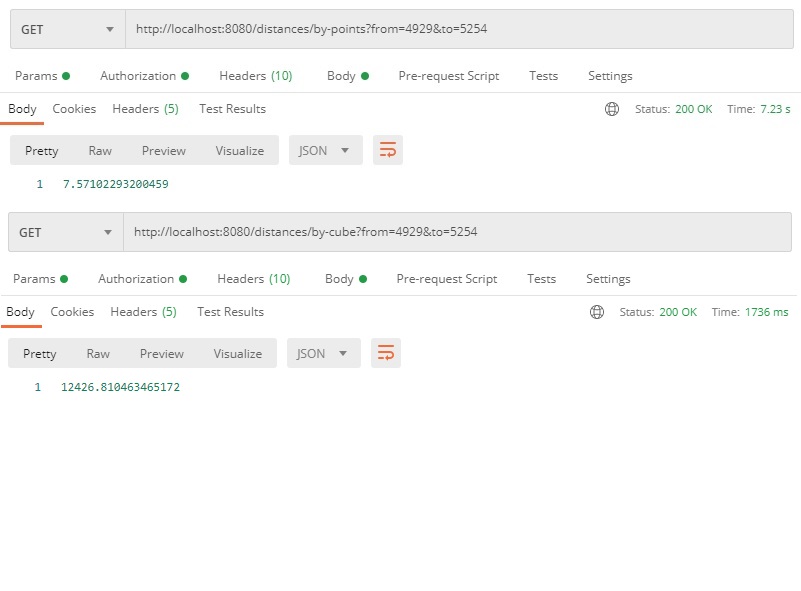 GET http://localhost:8080/distances/by-points?from=4929&to=5254
Params Authorization Headers (10) Body Pre-request Script Tests Settings
Body Cookies Headers (5) Test Results Status: 200 OK Time: 7.23 s
Pretty Raw Preview Visualize JSON
1 7.57102293200459
GET http://localhost:8080/distances/by-cube?from=4929&to=5254
Params Authorization Headers (10) Body Pre-request Script Tests Settings
Body Cookies Headers (5) Test Results Status: 200 OK Time: 1736 ms
Pretty Raw Preview Visualize JSON
1 12426.810463465172